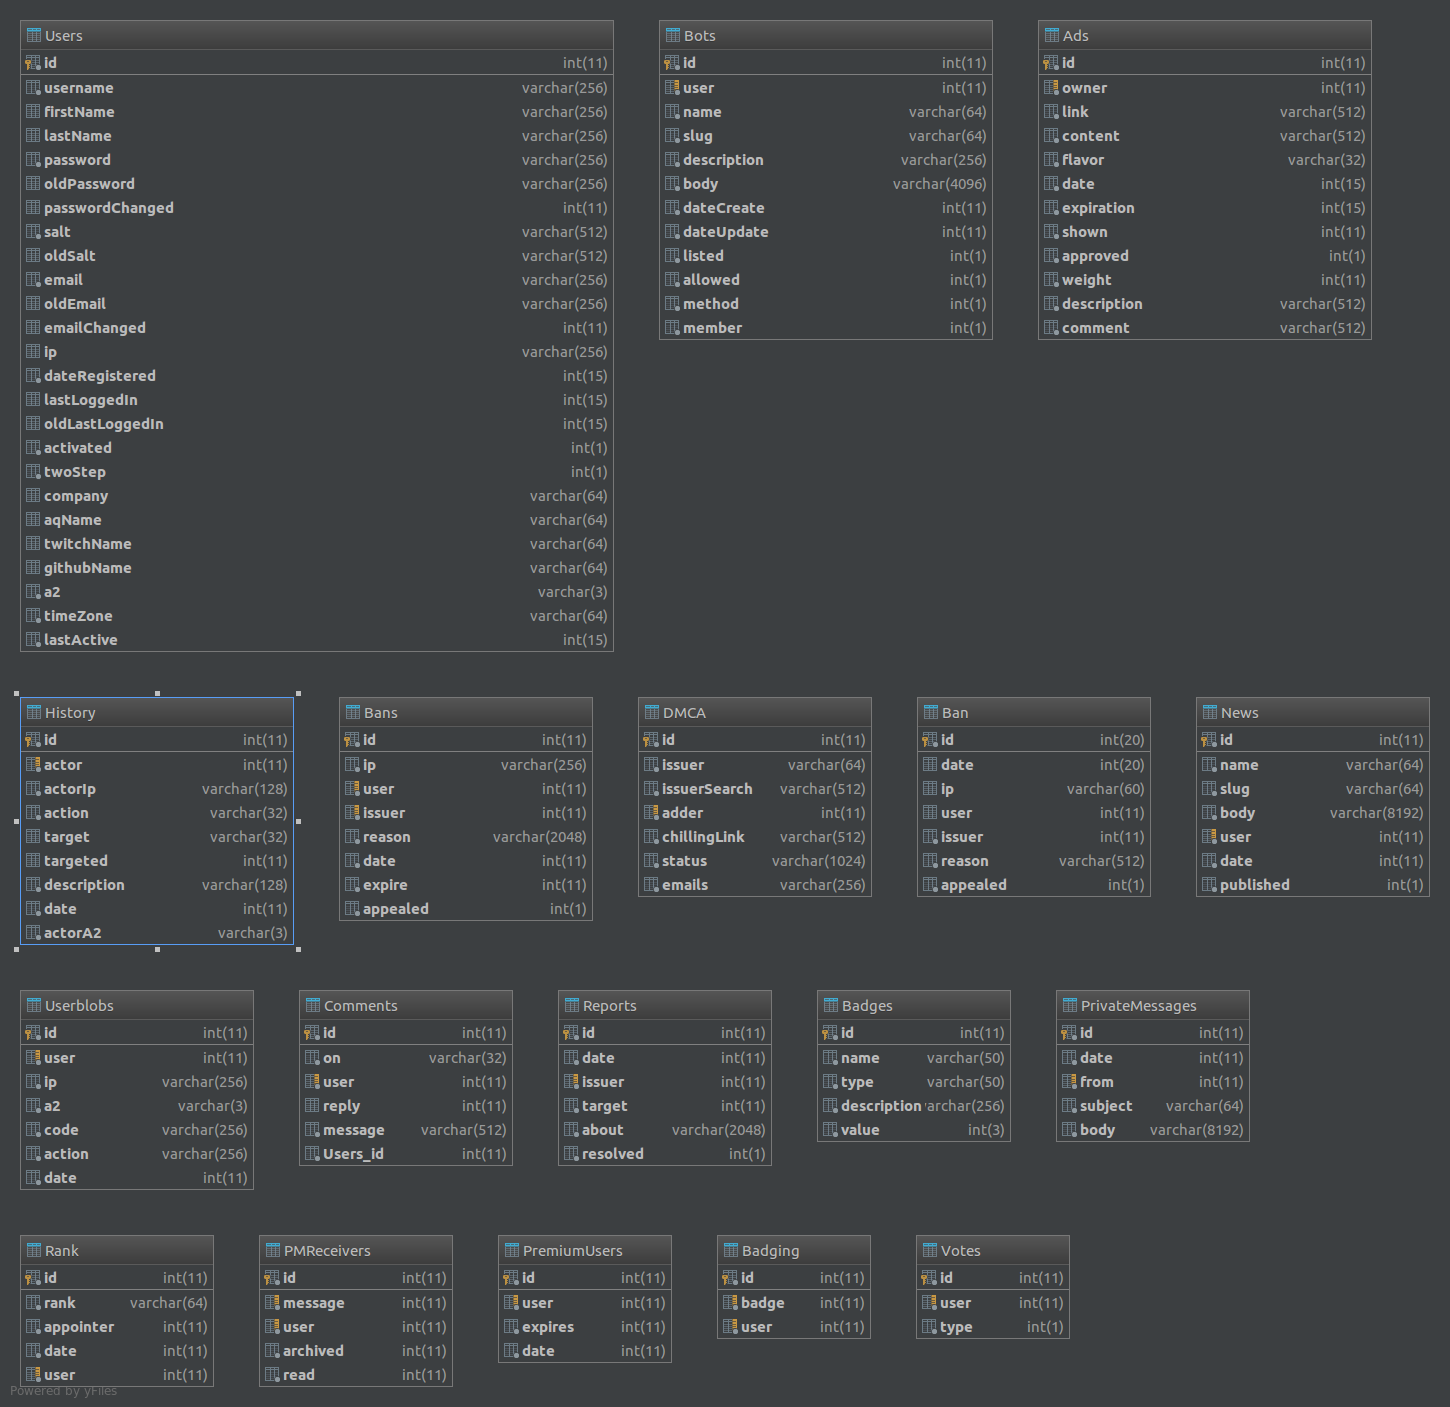 Users
id int(11)
username varchar(256)
firstName varchar(256)
lastName varchar(256)
password varchar(256)
oldPassword varchar(256)
passwordChanged int(11)
salt varchar(512)
oldSalt varchar(512)
email varchar(256)
oldEmail varchar(256)
emailChanged int(11)
ip varchar(256)
dateRegistered int(15)
lastLoggedIn int(15)
oldLastLoggedIn int(15)
activated int(1)
twoStep int(1)
company varchar(64)
aqName varchar(64)
twitchName varchar(64)
githubName varchar(64)
a2 varchar(3)
timeZone varchar(64)
lastActive int(15)
Bots
id int(11)
user int(11)
name varchar(64)
slug varchar(64)
description varchar(256)
body varchar(4096)
dateCreate int(11)
dateUpdate int(11)
listed int(1)
allowed int(1)
method int(1)
member int(1)
Ads
id int(11)
owner int(11)
link varchar(512)
content varchar(512)
flavor varchar(32)
date int(15)
expiration int(15)
shown int(11)
approved int(1)
weight int(11)
description varchar(512)
comment varchar(512)
History
id int(11)
actor int(11)
actorIp varchar(128)
action varchar(32)
target varchar(32)
targeted int(11)
description varchar(128)
date int(11)
actorA2 varchar(3)
Bans
id int(11)
ip varchar(256)
user int(11)
issuer int(11)
reason varchar(2048)
date int(11)
expire int(11)
appealed int(1)
DMCA
id int(11)
issuer varchar(64)
issuerSearch varchar(512)
adder int(11)
chillingLink varchar(512)
status varchar(1024)
emails varchar(256)
Ban
id int(20)
date int(20)
ip varchar(60)
user int(11)
issuer int(11)
reason varchar(512)
appealed int(1)
News
id int(11)
name varchar(64)
slug varchar(64)
body varchar(8192)
user int(11)
date int(11)
published int(1)
Userblobs
id int(11)
user int(11)
ip varchar(256)
a2 varchar(3)
code varchar(256)
action varchar(256)
date int(11)
Comments
id int(11)
on varchar(32)
user int(11)
reply int(11)
message varchar(512)
Users_id int(11)
Reports
id int(11)
date int(11)
issuer int(11)
target int(11)
about varchar(2048)
resolved int(1)
Badges
id int(11)
name varchar(50)
type varchar(50)
description varchar(256)
value int(3)
PrivateMessages
id int(11)
date int(11)
from int(11)
subject varchar(64)
body varchar(8192)
Rank
id int(11)
rank varchar(64)
appointer int(11)
date int(11)
user int(11)
PMReceivers
id int(11)
message int(11)
user int(11)
archived int(11)
read int(11)
PremiumUsers
id int(11)
user int(11)
expires int(11)
date int(11)
Badging
id int(11)
badge int(11)
user int(11)
Votes
id int(11)
user int(11)
type int(1)
Powered by yFiles